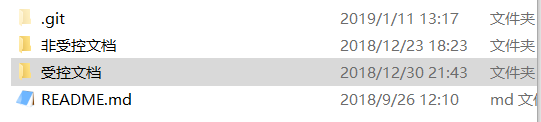 .git 2019/1/11 13:17 文件夹
非受控文档 2018/12/23 18:23 文件夹
受控文档 2018/12/30 21:43 文件夹
README.md 2018/9/26 12:10 md 文